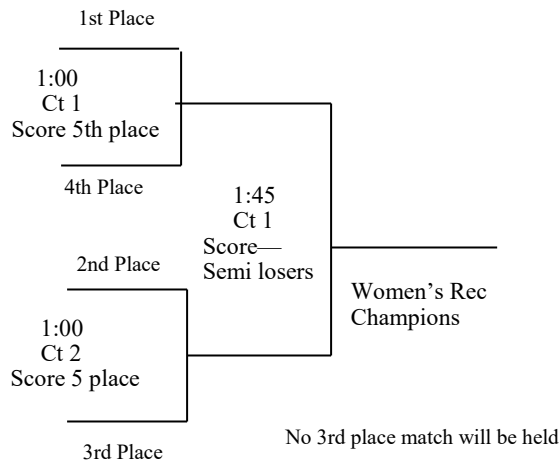 1st Place
1:00
Ct 1
Score 5th place
4th Place
1:45
Ct 1
Score—
Semi losers
2nd Place
1:00
Ct 2
Score 5 place
3rd Place
Women’s Rec
Champions
No 3rd place match will be held